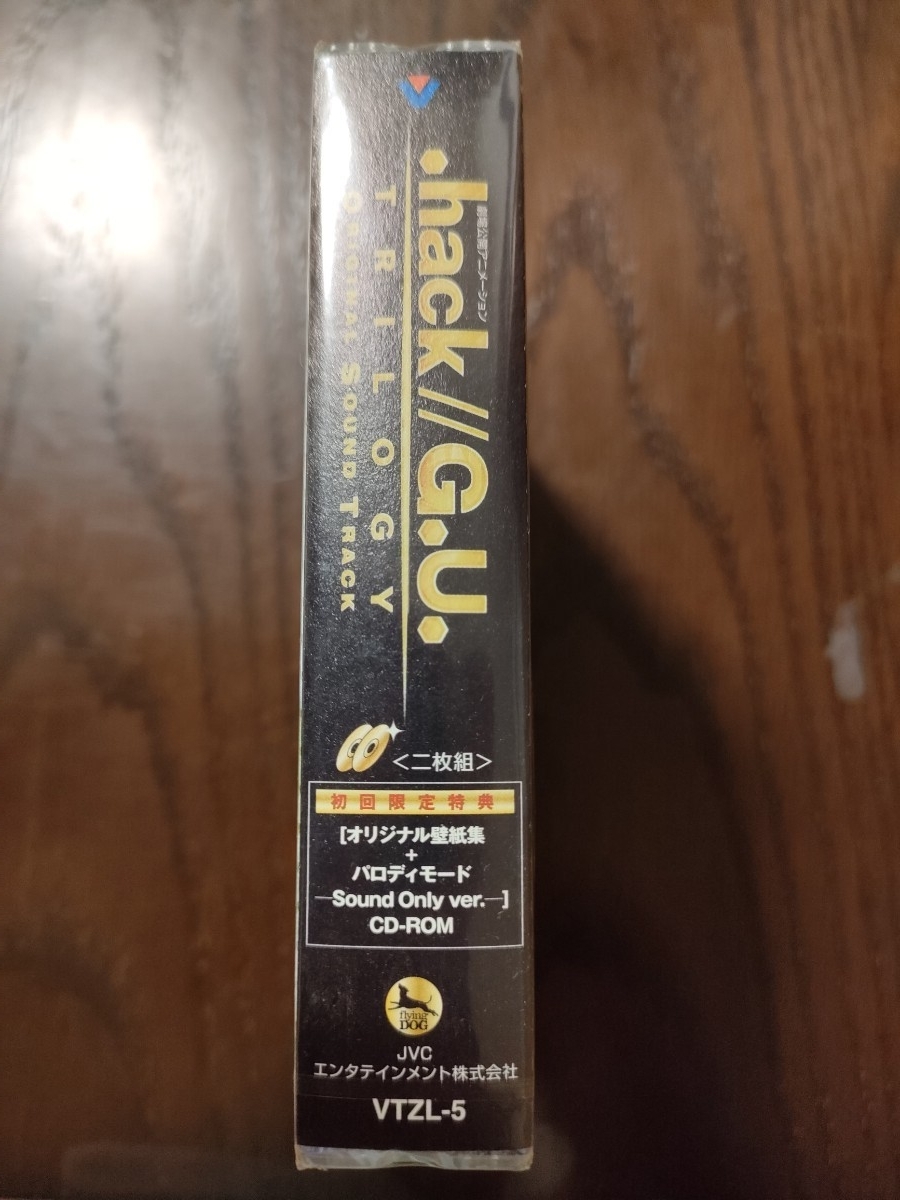 劇場公開アニメーション
.hack//G.U.
TRILOGY
ORIGINAL SOUND TRACK
<二枚組>
初回限定特典
[オリジナル壁紙集
+
パロディモード
─Sound Only ver.─]
CD-ROM
flying
DOG
JVC
エンタテインメント株式会社
VTZL-5